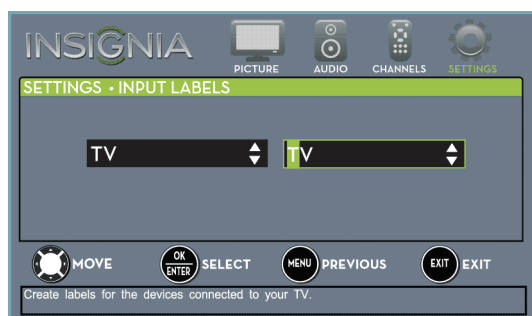 INSIGNIA
PICTURE AUDIO CHANNELS SETTINGS
SETTINGS • INPUT LABELS
TV TV
MOVE OK ENTER SELECT MENU PREVIOUS EXIT EXIT
Create labels for the devices connected to your TV.